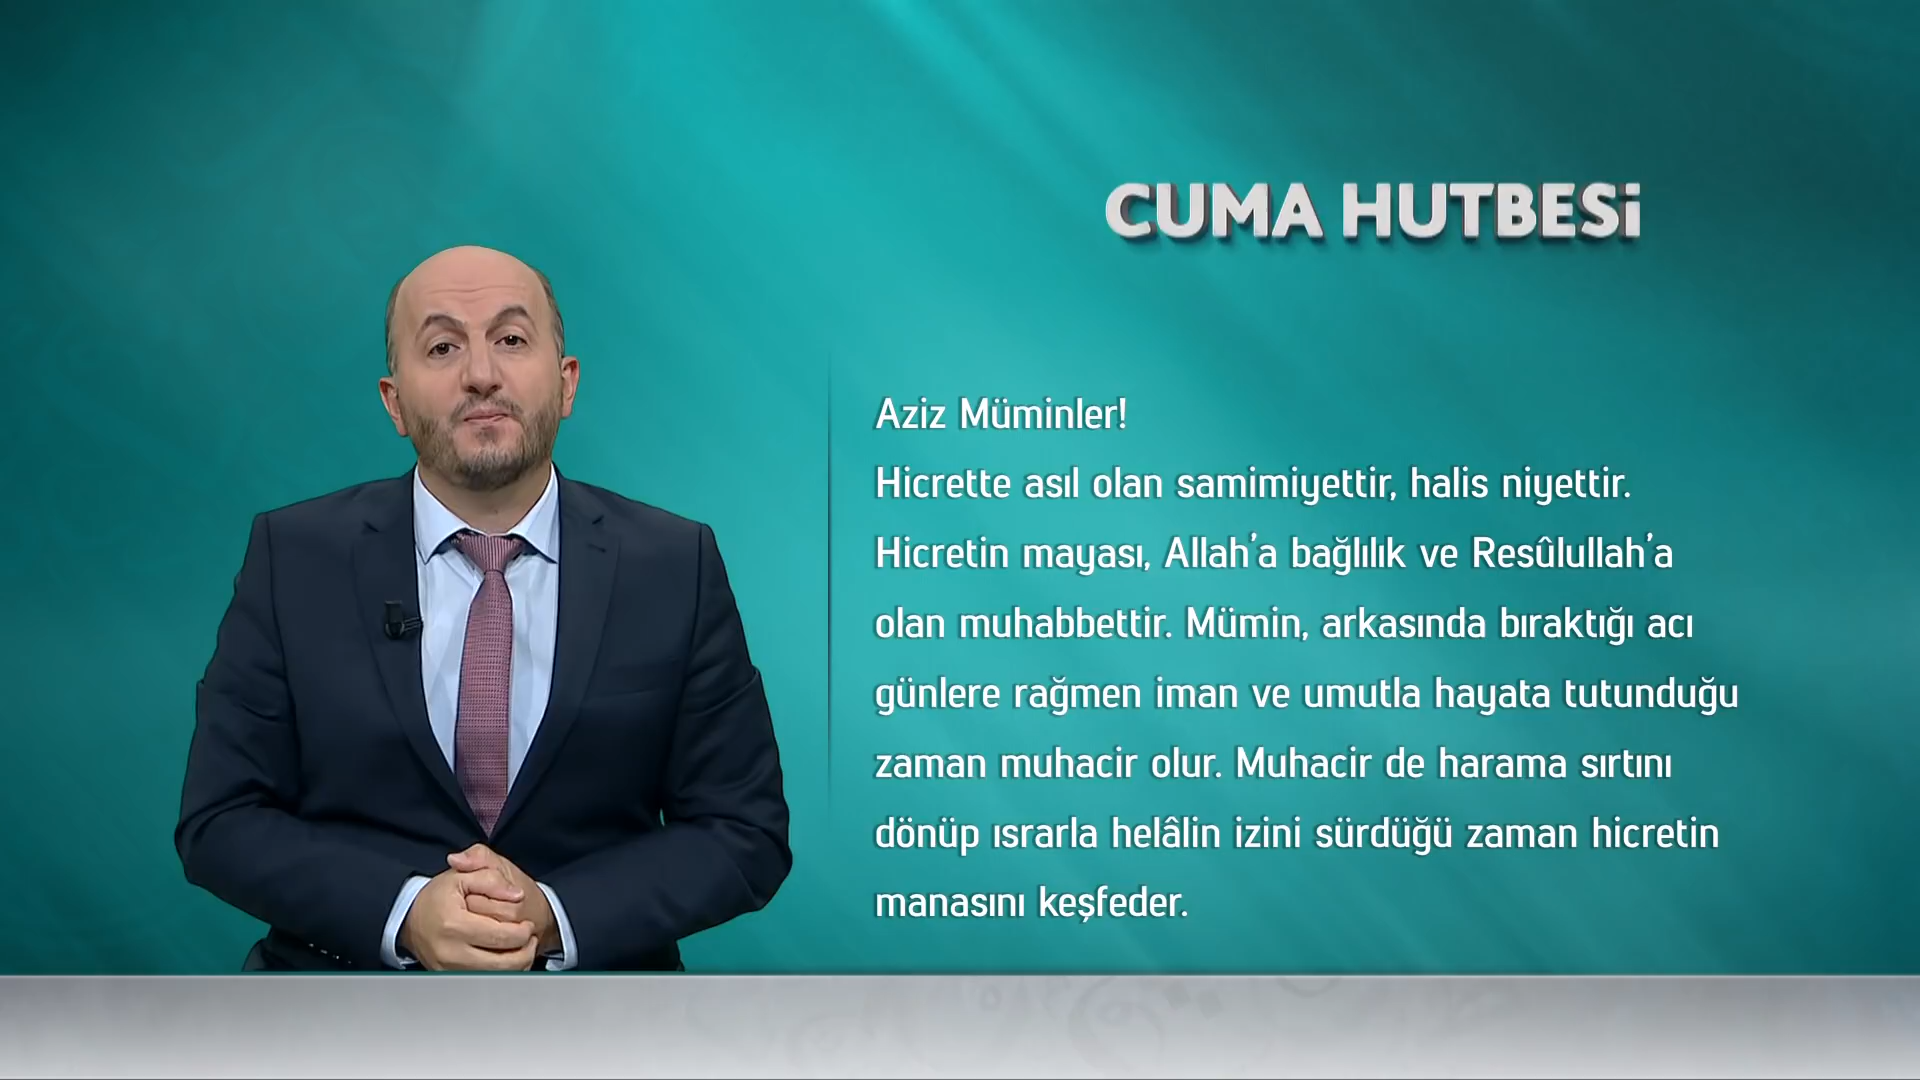 CUMA HUTBESİ
Aziz Müminler!
Hicrette asıl olan samimiyettir, halis niyettir.
Hicretin mayası, Allah'a bağlılık ve Resûlullah'a
olan muhabbettir. Mümin, arkasında bıraktığı acı
günlere rağmen iman ve umutla hayata tutunduğu
zaman muhacir olur. Muhacir de harama sırtını
dönüp ısrarla helâlin izini sürdüğü zaman hicretin
manasını keşfeder.